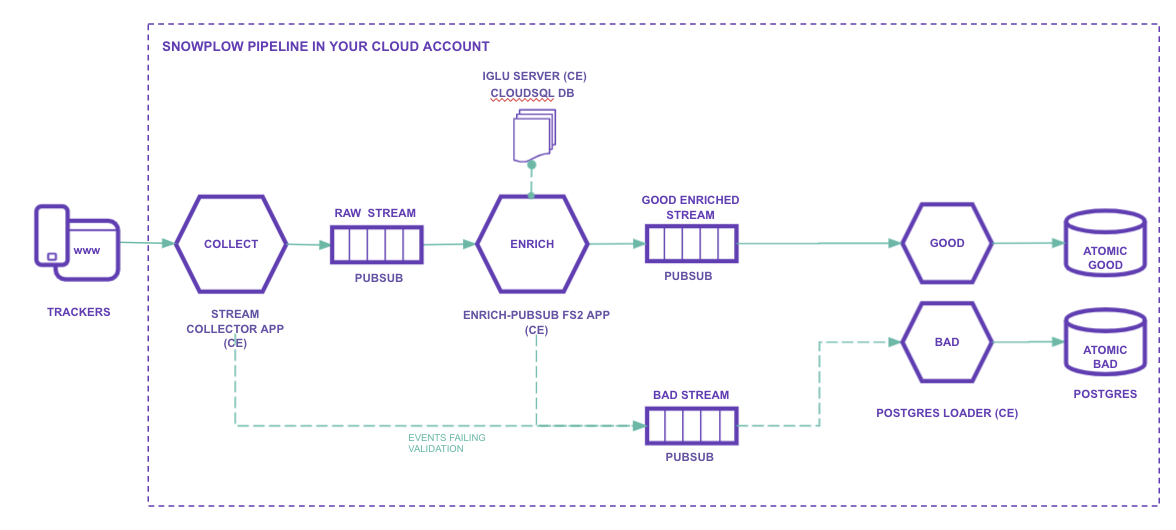 SNOWPLOW PIPELINE IN YOUR CLOUD ACCOUNT
IGLU SERVER (CE)
CLOUDSQL DB
www
TRACKERS
COLLECT
STREAM
COLLECTOR APP
(CE)
RAW STREAM
PUBSUB
ENRICH
ENRICH-PUBSUB FS2 APP
(CE)
GOOD ENRICHED
STREAM
PUBSUB
GOOD
ATOMIC
GOOD
BAD
ATOMIC
BAD
POSTGRES
POSTGRES LOADER (CE)
BAD STREAM
PUBSUB
EVENTS FAILING
VALIDATION